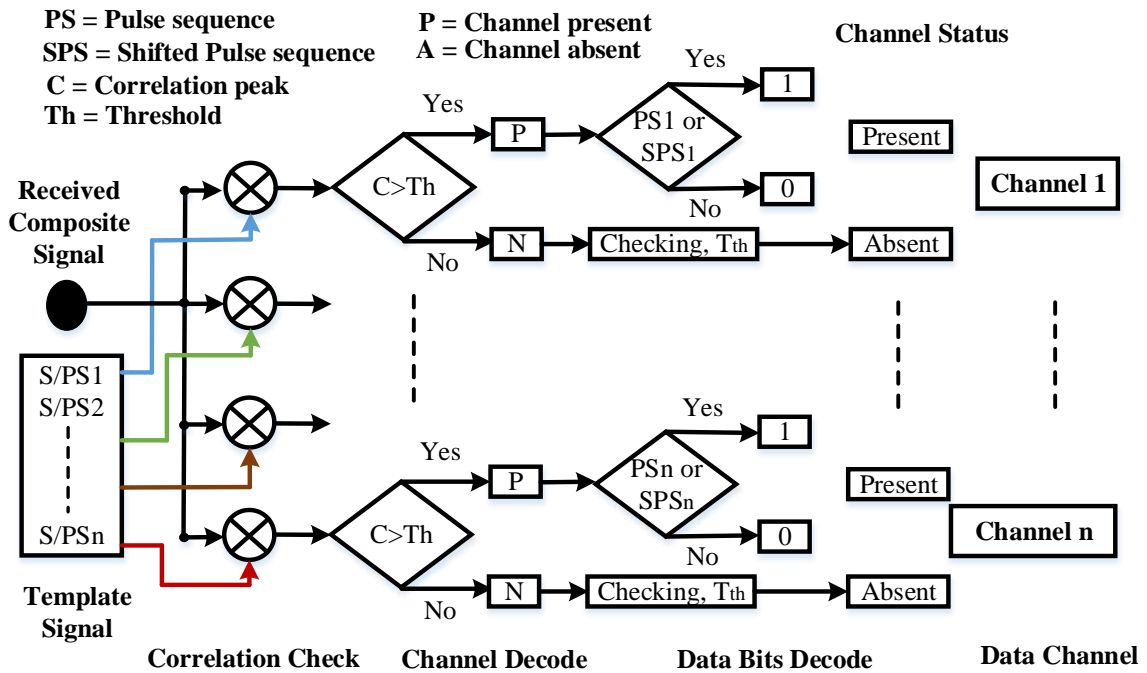 PS = Pulse sequence
SPS = Shifted Pulse sequence
C = Correlation peak
Th = Threshold
P = Channel present
A = Channel absent
Channel Status
Received
Composite
Signal
C>Th
Yes
P
PS1 or
SPS1
Yes
1
No
0
No
N
Checking, Tth
Present
Absent
Channel 1
S/PS1
S/PS2
S/PSn
Template
Signal
C>Th
Yes
P
PSn or
SPSn
Yes
1
No
0
No
N
Checking, Tth
Present
Absent
Channel n
Correlation Check
Channel Decode
Data Bits Decode
Data Channel